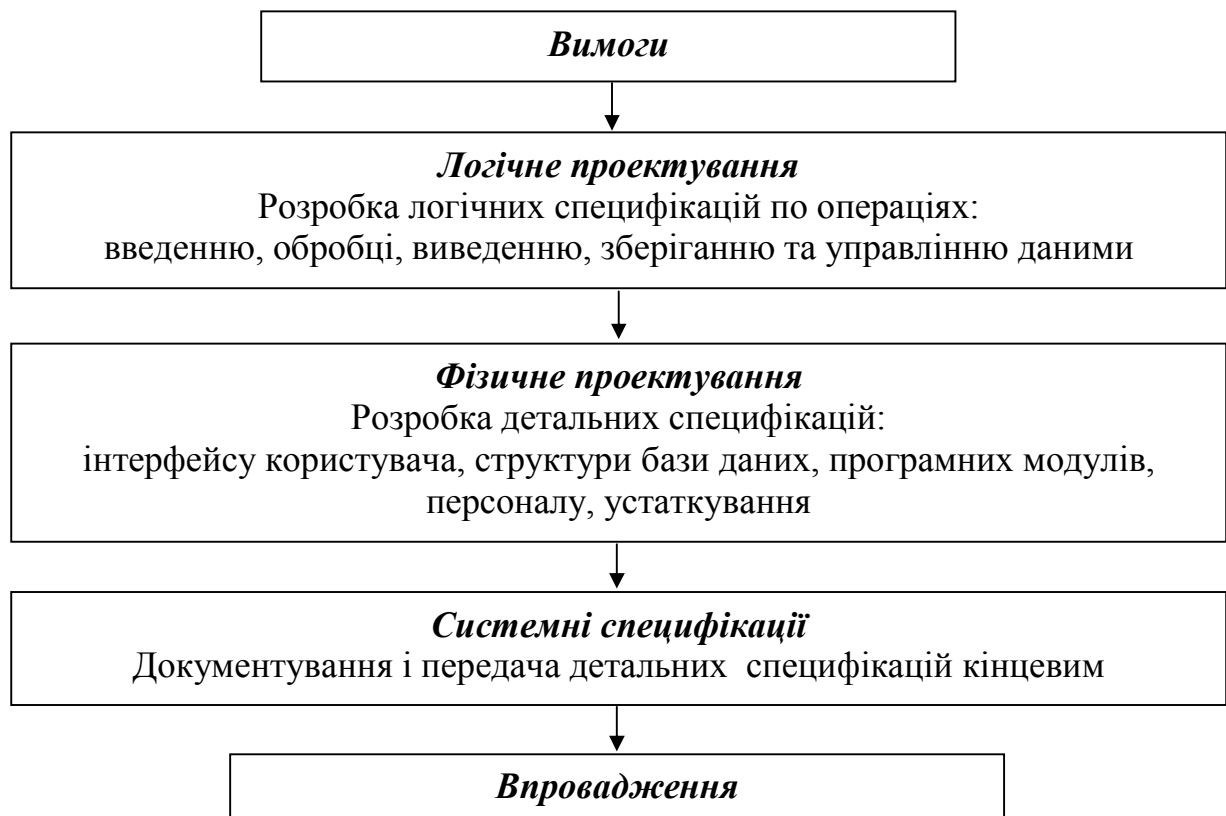 Вимоги
Логічне проектування
Розробка логічних специфікацій по операціях:
введенню, обробці, виведенню, зберіганню та управлінню даними
Фізичне проектування
Розробка детальних специфікацій:
інтерфейсу користувача, структури бази даних, програмних модулів,
персоналу, устаткування
Системні специфікації
Документування і передача детальних  специфікацій кінцевим
Впровадження